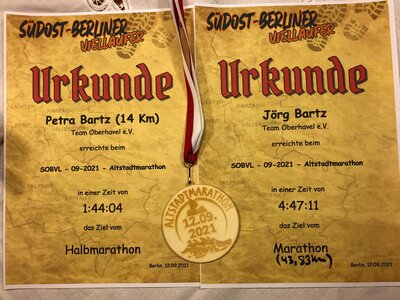 SÜDOST-BERLINER
VIELLÄUFER
Urkunde
Petra Bartz (14 Km)
Team Oberhavel e.V.
erreichte beim
SOBVL - 09-2021 - Altstadtmarathon
in einer Zeit von
1:44:04
das Ziel vom
Halbmarathon
Berlin, 12.09.2021
SÜDOST-BERLINER
VIELLÄUFER
Urkunde
Jörg Bartz
Team Oberhavel e.V.
erreichte beim
SOBVL - 09-2021 - Altstadtmarathon
in einer Zeit von
4:47:11
das Ziel vom
Marathon
(43,83km)
Berlin, 12.09.2021
ALTSTADTMARATHON
12.09.
2021